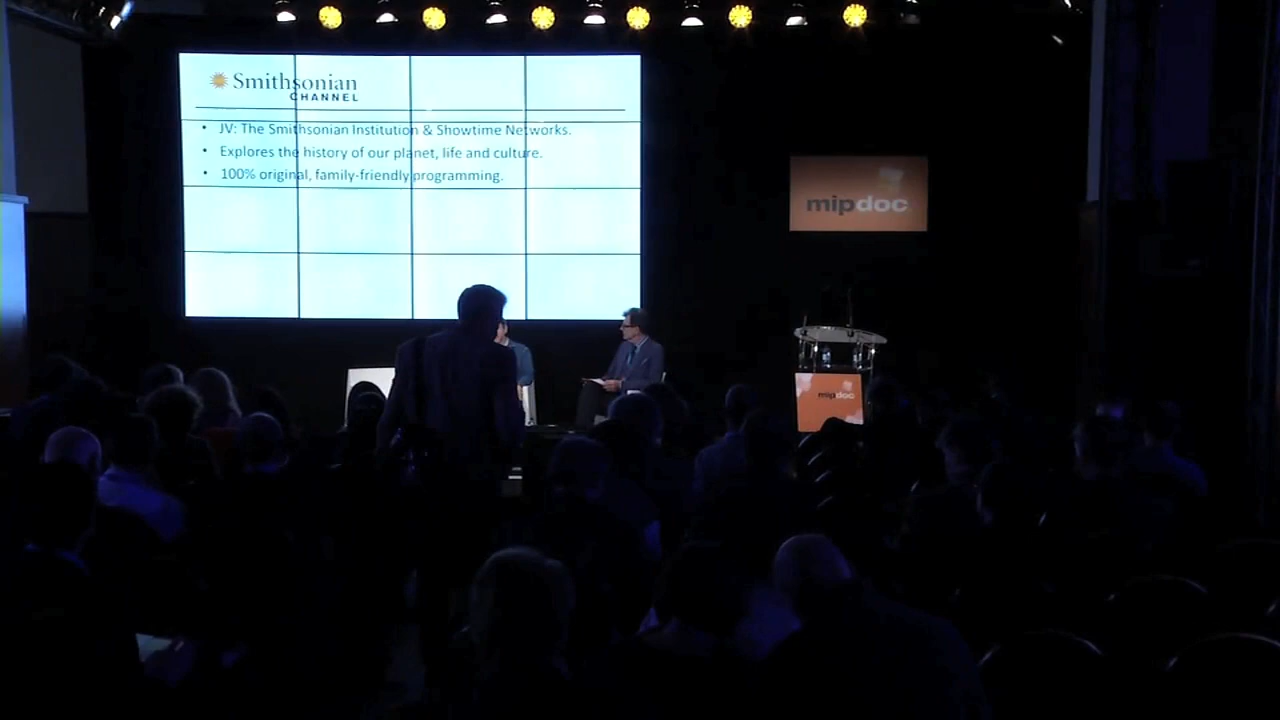 Smithsonian
CHANNEL
• JV: The Smithsonian Institution & Showtime Networks.
• Explores the history of our planet, life and culture.
• 100% original, family-friendly programming.
mipdoc
mipdoc